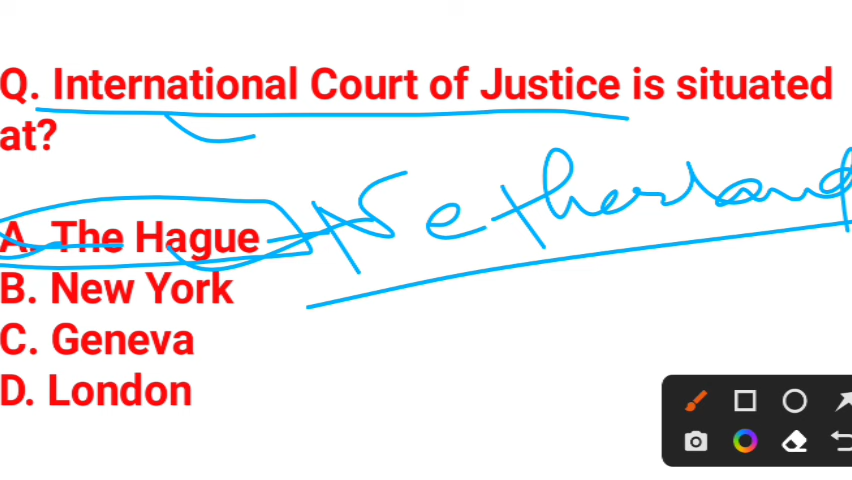 Q. International Court of Justice is situated
at?
Netherland
A. The Hague
B. New York
C. Geneva
D. London